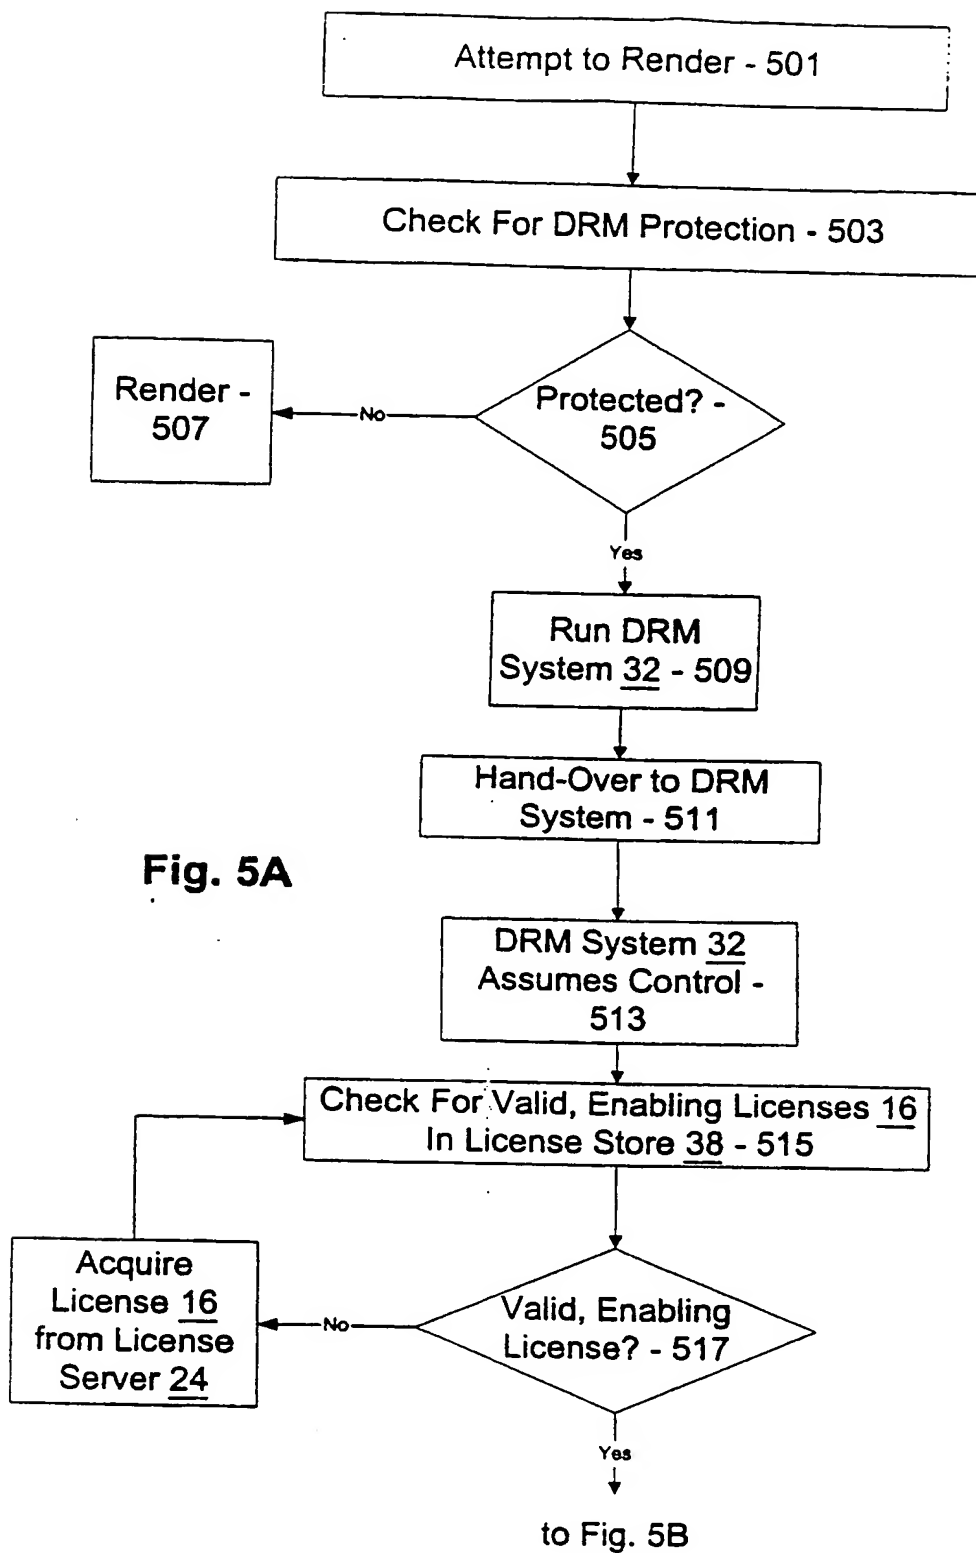 Attempt to Render - 501
Check For DRM Protection - 503
Protected? -
505
No
Render -
507
Yes
Run DRM
System 32 - 509
Hand-Over to DRM
System - 511
Fig. 5A
DRM System 32
Assumes Control -
513
Check For Valid, Enabling Licenses 16
In License Store 38 - 515
Valid, Enabling
License? - 517
No
Acquire
License 16
from License
Server 24
Yes
to Fig. 5B